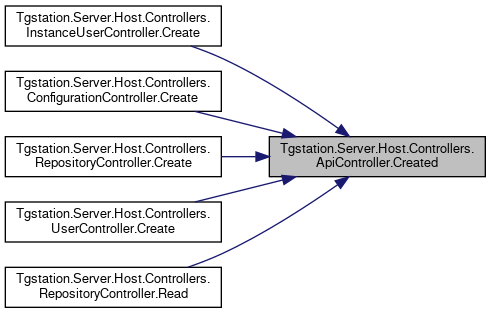 Tgstation.Server.Host.Controllers.
InstanceUserController.Create
Tgstation.Server.Host.Controllers.
ConfigurationController.Create
Tgstation.Server.Host.Controllers.
RepositoryController.Create
Tgstation.Server.Host.Controllers.
UserController.Create
Tgstation.Server.Host.Controllers.
RepositoryController.Read
Tgstation.Server.Host.Controllers.
ApiController.Created